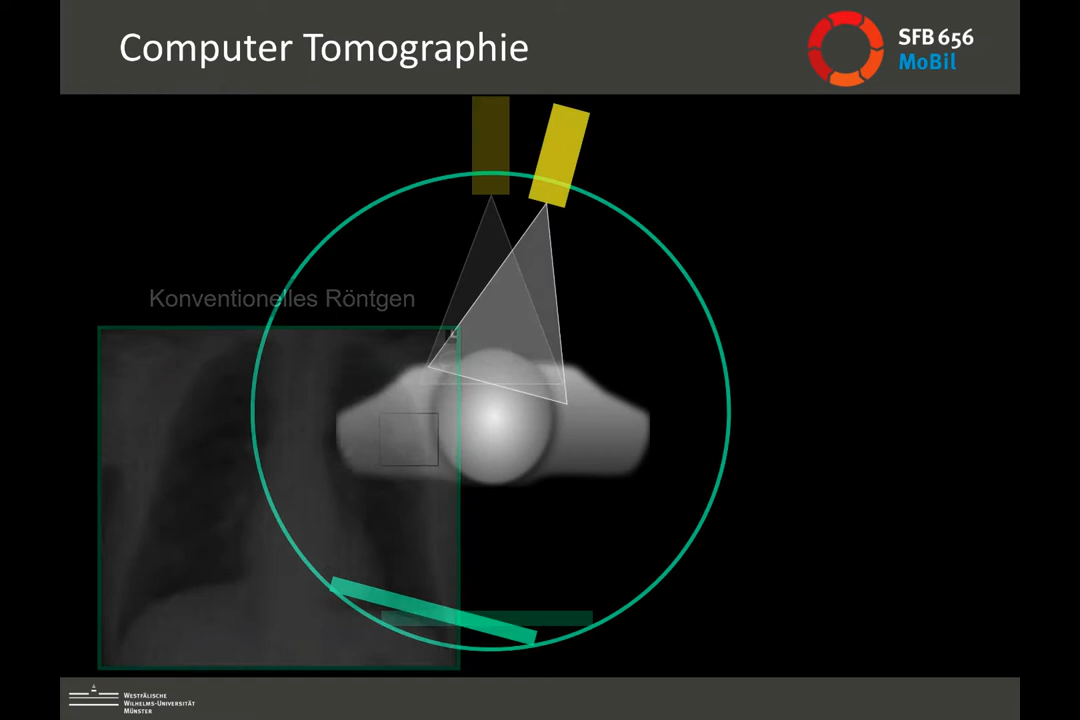 Computer Tomographie
SFB 656
MoBil
Konventionelles Röntgen
WESTFÄLISCHE
WILHELMS-UNIVERSITÄT
MÜNSTER